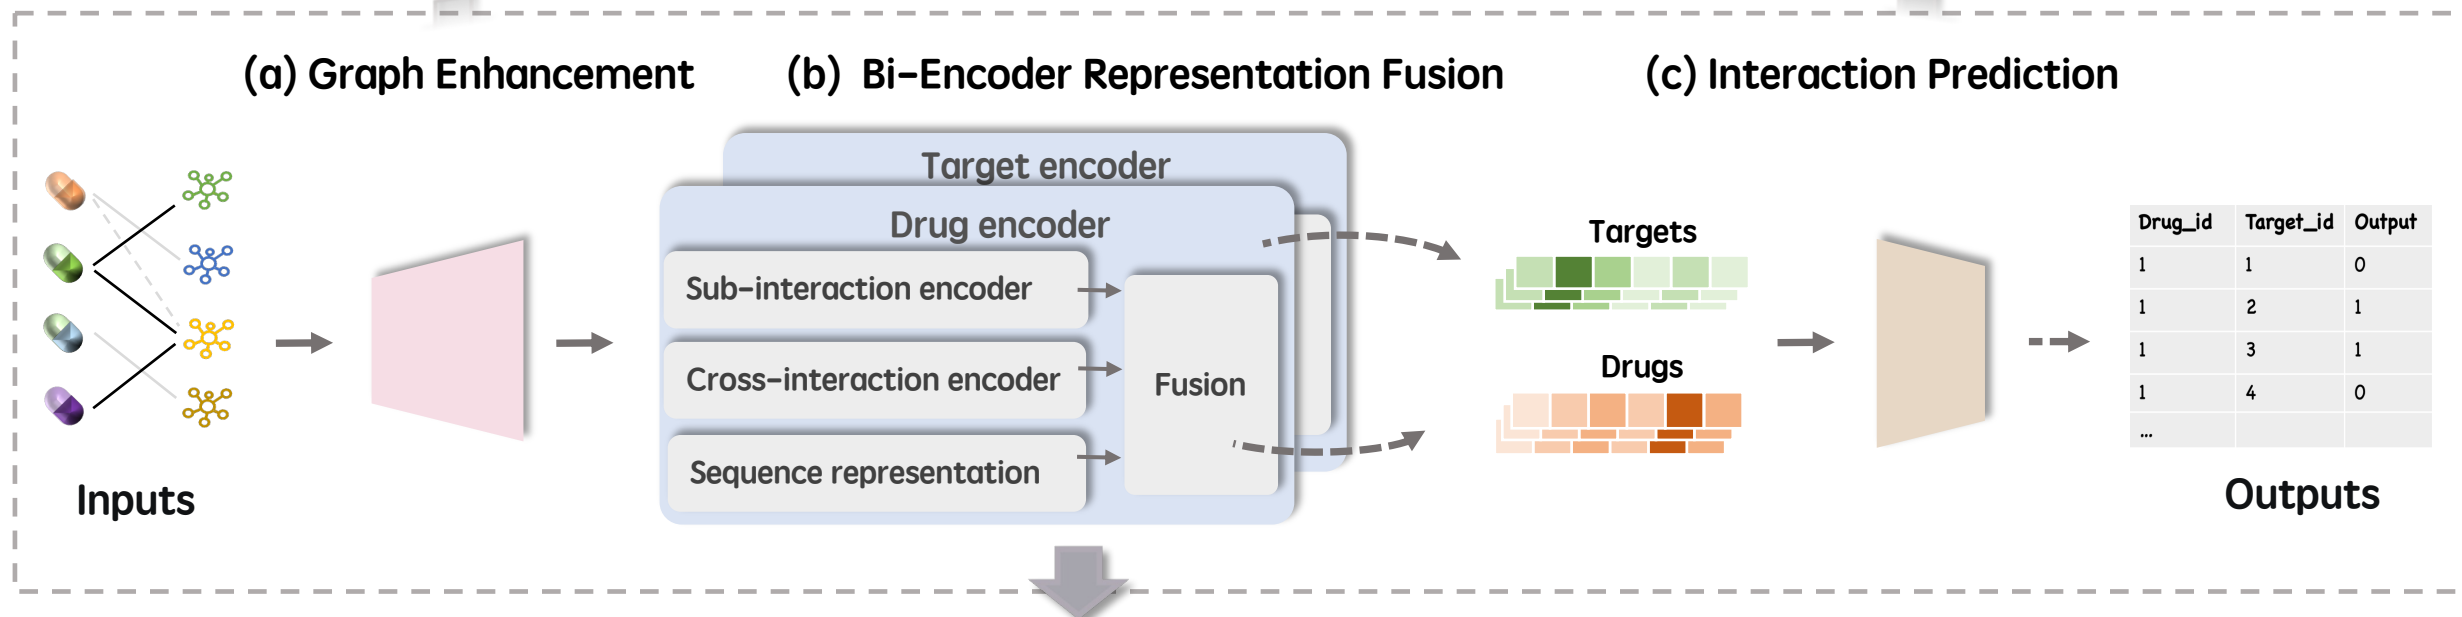 (a) Graph Enhancement
(b) Bi-Encoder Representation Fusion
(c) Interaction Prediction
Target encoder
Drug encoder
Sub-interaction encoder
Cross-interaction encoder
Sequence representation
Fusion
Targets
Drugs
Drug_id Target_id Output
1 1 0
1 2 1
1 3 1
1 4 0
...
Inputs
Outputs